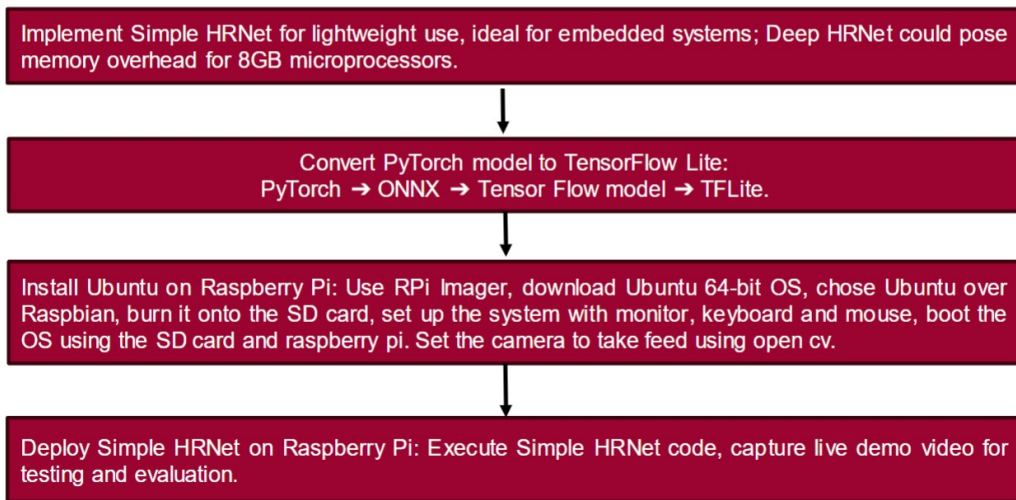 Implement Simple HRNet for lightweight use, ideal for embedded systems; Deep HRNet could pose
memory overhead for 8GB microprocessors.
Convert PyTorch model to TensorFlow Lite:
PyTorch ➔ ONNX ➔ Tensor Flow model ➔ TFLite.
Install Ubuntu on Raspberry Pi: Use RPi Imager, download Ubuntu 64-bit OS, chose Ubuntu over
Raspbian, burn it onto the SD card, set up the system with monitor, keyboard and mouse, boot the
OS using the SD card and raspberry pi. Set the camera to take feed using open cv.
Deploy Simple HRNet on Raspberry Pi: Execute Simple HRNet code, capture live demo video for
testing and evaluation.